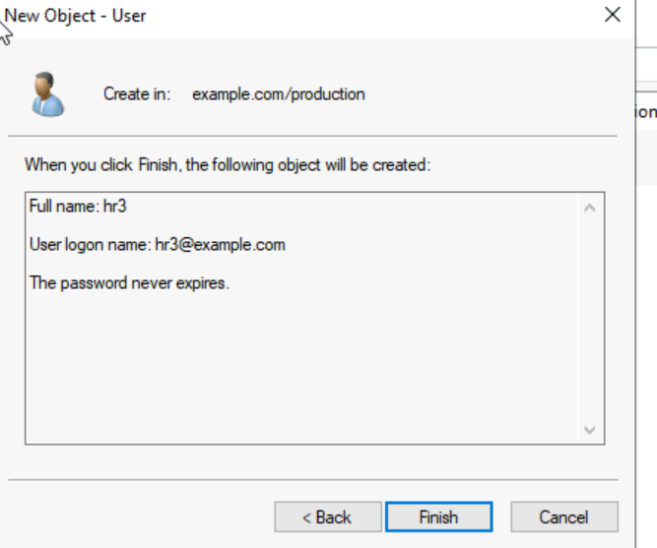 New Object - User
Create in: example.com/production
When you click Finish, the following object will be created:
Full name: hr3
User logon name: hr3@example.com
The password never expires.
< Back
Finish
Cancel